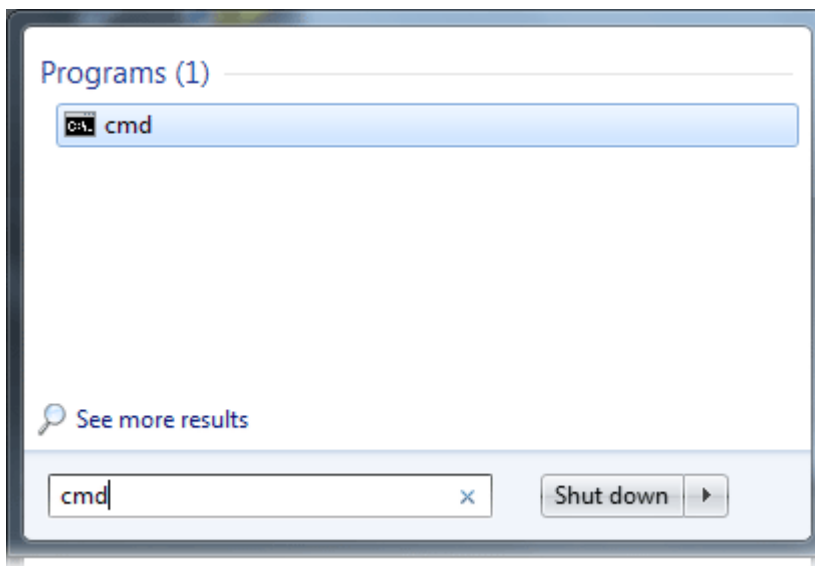 Programs (1)
C:\. cmd
See more results
cmd
Shut down